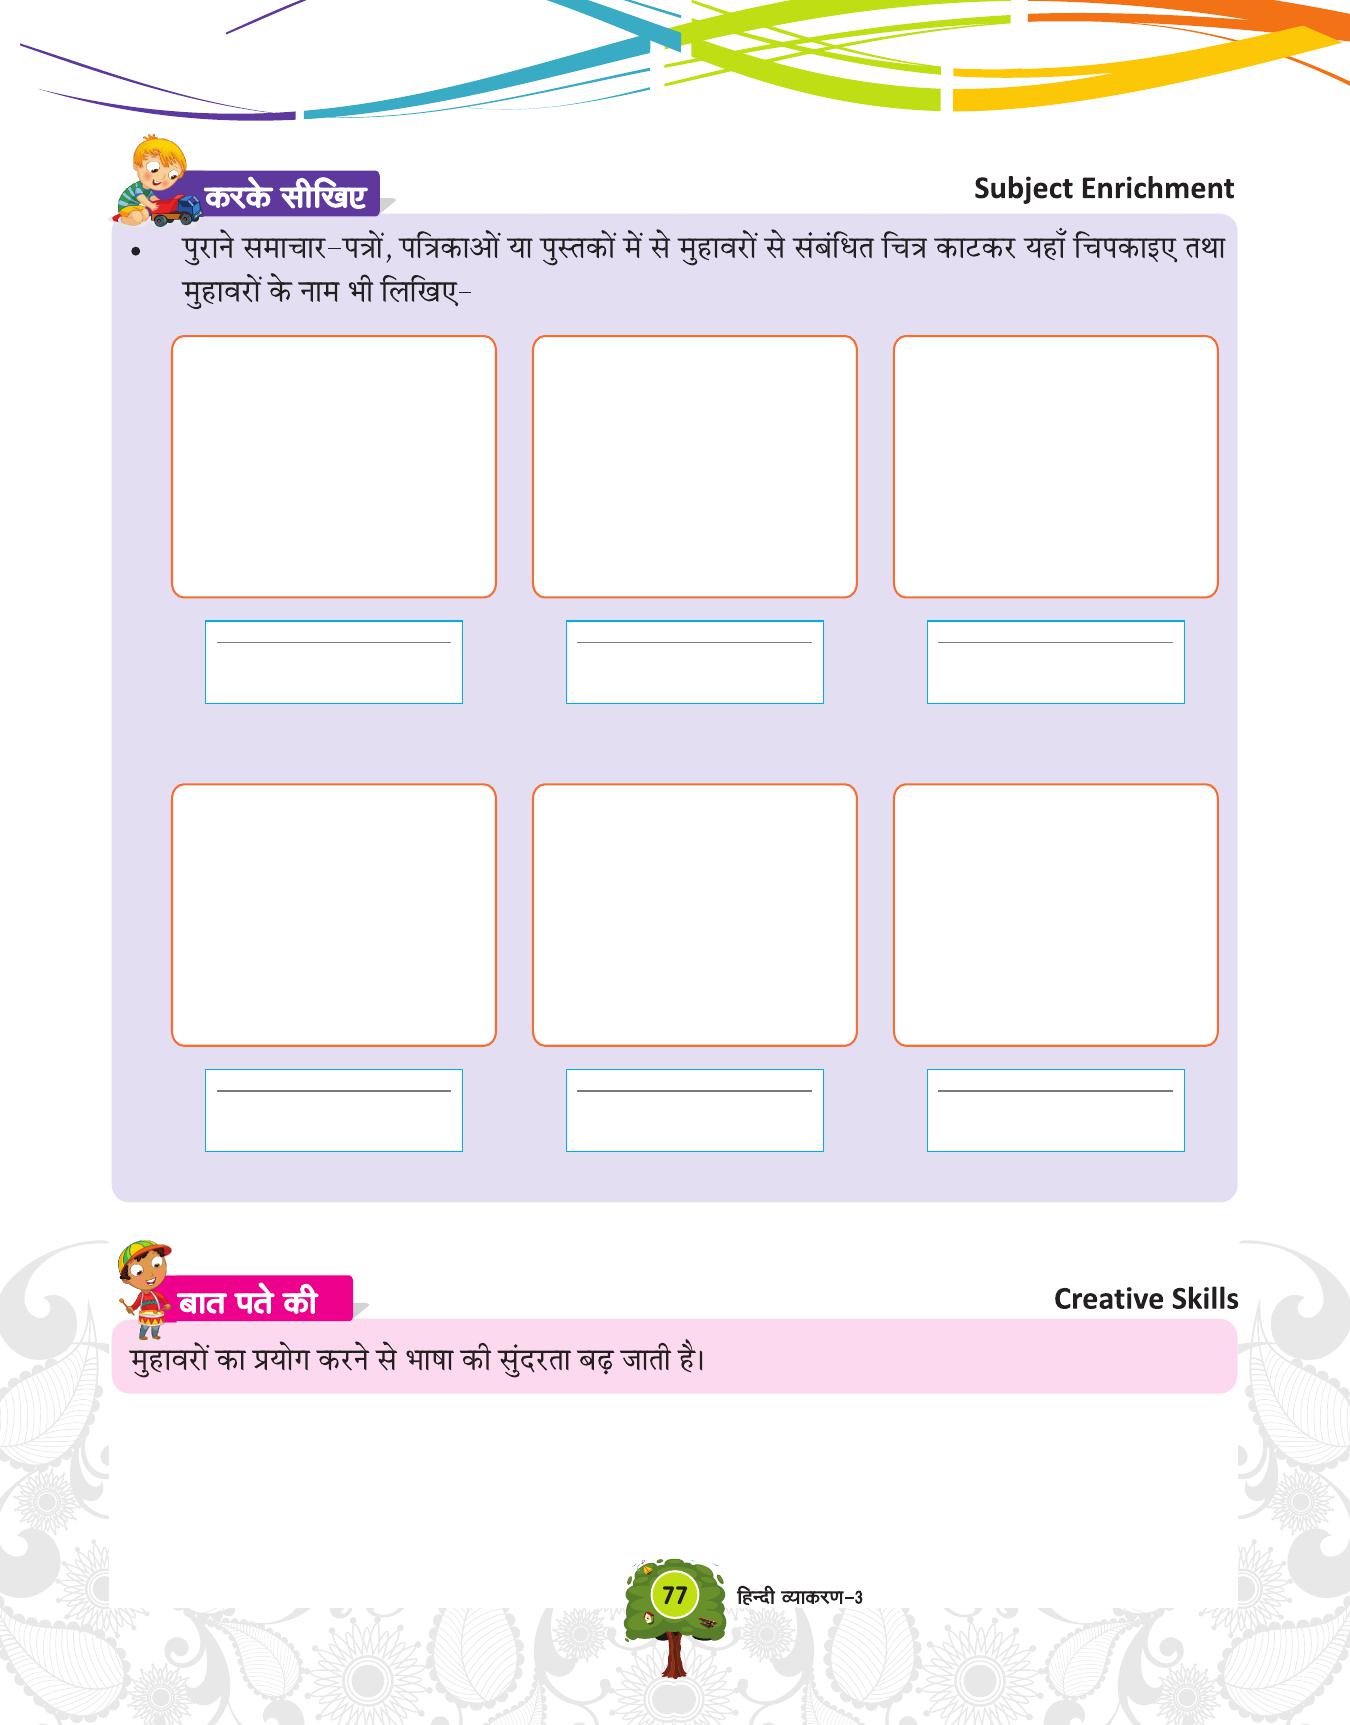 करके सीखिए
Subject Enrichment
• पुराने समाचार-पत्रों, पत्रिकाओं या पुस्तकों में से मुहावरों से संबंधित चित्र काटकर यहाँ चिपकाइए तथा
मुहावरों के नाम भी लिखिए-
बात पते की
Creative Skills
मुहावरों का प्रयोग करने से भाषा की सुंदरता बढ़ जाती है।
77
हिन्दी व्याकरण-3